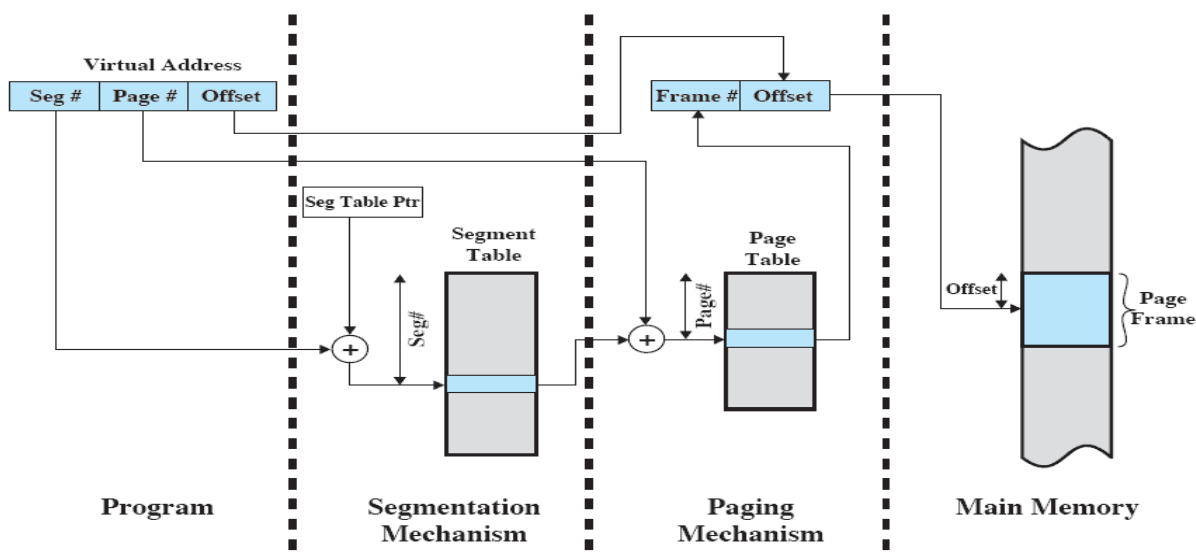 Virtual Address
Seg # Page # Offset
Frame # Offset
Seg Table Ptr
Segment
Table
Page
Table
Seg#
Page#
Offset
Page
Frame
Program
Segmentation
Mechanism
Paging
Mechanism
Main Memory